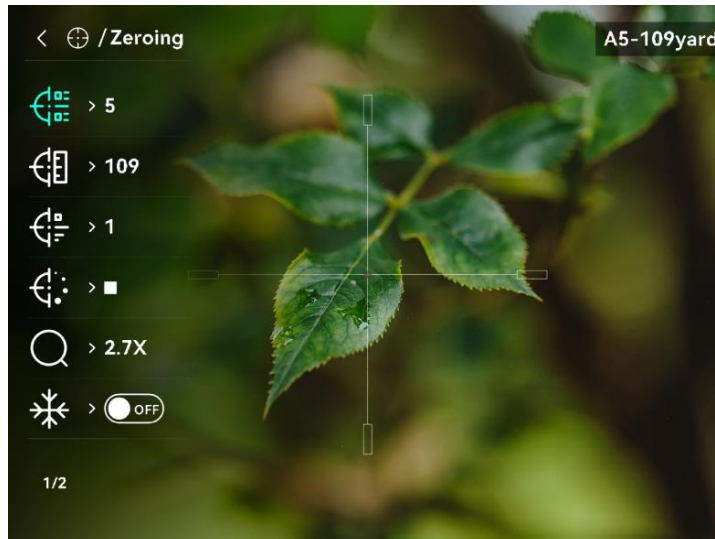 /Zeroing
A5-109yard
> 5
> 109
> 1
>
> 2.7X
> OFF
1/2